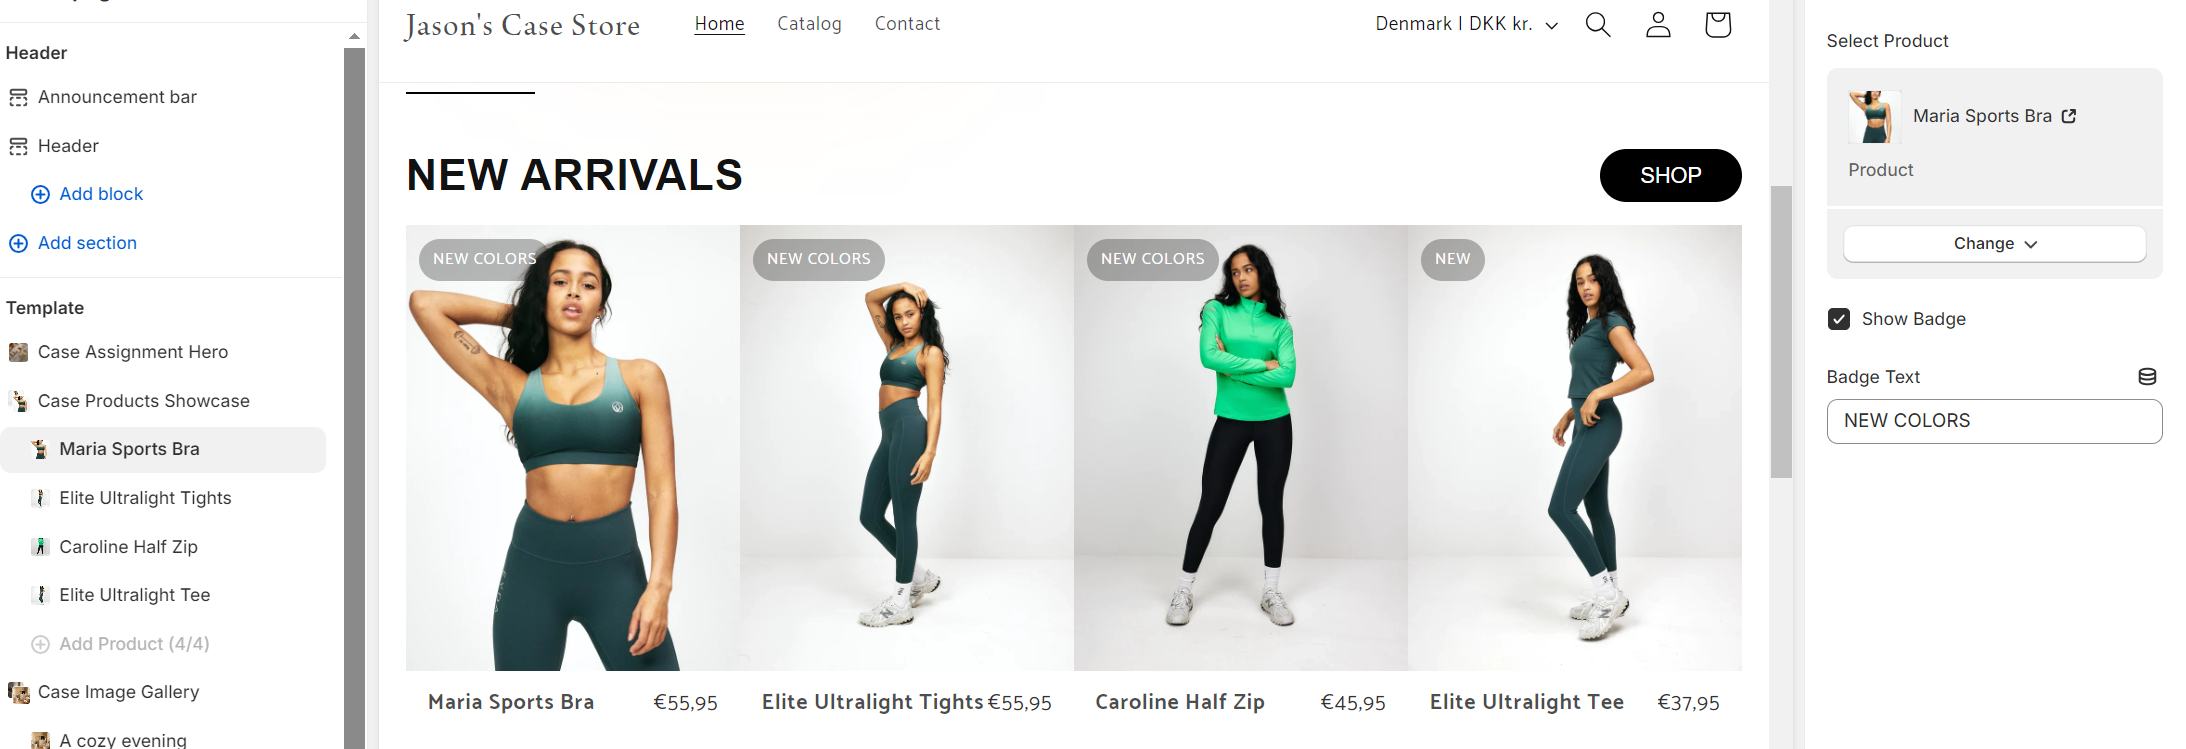 Header
Announcement bar
Header
Add block
Add section
Template
Case Assignment Hero
Case Products Showcase
Maria Sports Bra
Elite Ultralight Tights
Caroline Half Zip
Elite Ultralight Tee
Add Product (4/4)
Case Image Gallery
A cozy evening
Jason's Case Store
Home
Catalog
Contact
Denmark | DKK kr.
NEW ARRIVALS
SHOP
NEW COLORS
NEW COLORS
NEW COLORS
NEW
Maria Sports Bra €55,95
Elite Ultralight Tights €55,95
Caroline Half Zip €45,95
Elite Ultralight Tee €37,95
Select Product
Maria Sports Bra
Product
Change
Show Badge
Badge Text
NEW COLORS